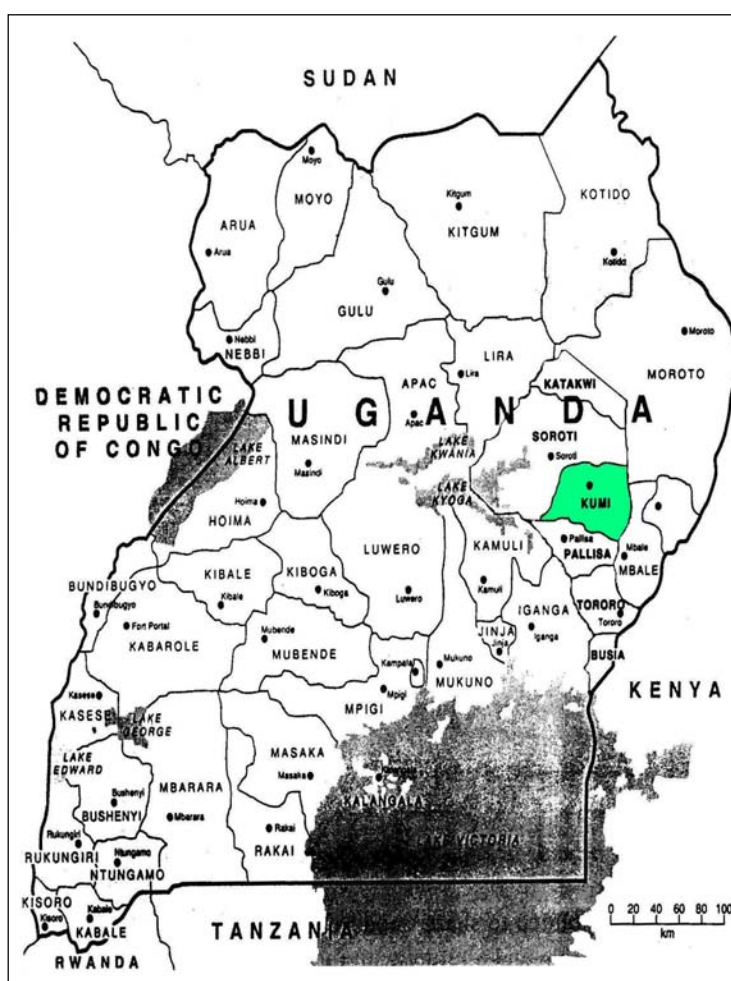 SUDAN
Moyo
MOYO
ARUA
Arua
Kitgum
KITGUM
KOTIDO
Kotido
Gulu
GULU
Nebbi
NEBBI
Moroto
MOROTO
LIRA
Lira
APAC
Apac
KATAKWI
DEMOCRATIC
REPUBLIC
OF CONGO
UGANDA
MASINDI
Masindi
LAKE
ALBERT
LAKE
KWANIA
SOROTI
Soroti
LAKE
KYOGA
KUMI
Hoima
HOIMA
LUWERO
Luwero
KAMULI
Kamuli
Pallisa
PALLISA
Mbale
MBALE
BUNDIBUGYO
Bundibugyo
KIBALE
Kibale
KIBOGA
Kiboga
IGANGA
Iganga
TORORO
Tororo
Fort Portal
KABAROLE
Mubende
MUBENDE
JINJA
Jinja
BUSIA
Kampala
Mukuno
MUKUNO
Mpigi
MPIGI
KENYA
Kasese
KASESE
LAKE
GEORGE
LAKE
EDWARD
MASAKA
Masaka
MBARARA
Mbarara
Bushenyi
BUSHENYI
KALANGALA
Rukungiri
RUKUNGIRI
Ntungamo
NTUNGAMO
Rakai
RAKAI
LAKE VICTORIA
KISORO
Kisoro
Kabale
KABALE
TANZANIA
RWANDA
0 20 40 60 80 100
km